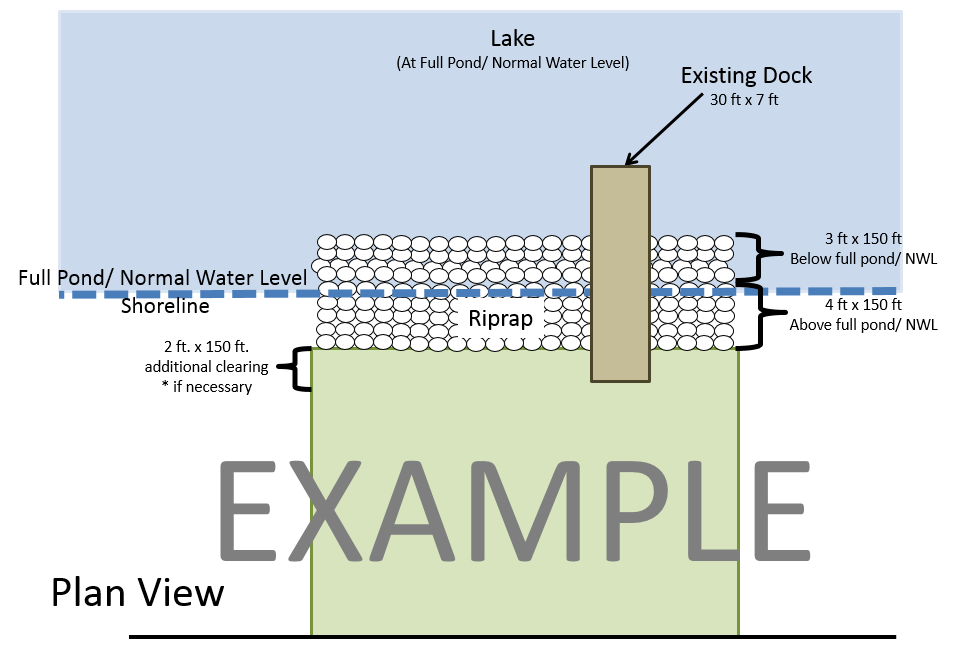 Lake
(At Full Pond/ Normal Water Level)
Existing Dock
30 ft x 7 ft
3 ft x 150 ft
Below full pond/ NWL
Full Pond/ Normal Water Level
Shoreline
4 ft x 150 ft
Above full pond/ NWL
Riprap
2 ft. x 150 ft.
additional clearing
* if necessary
EXAMPLE
Plan View